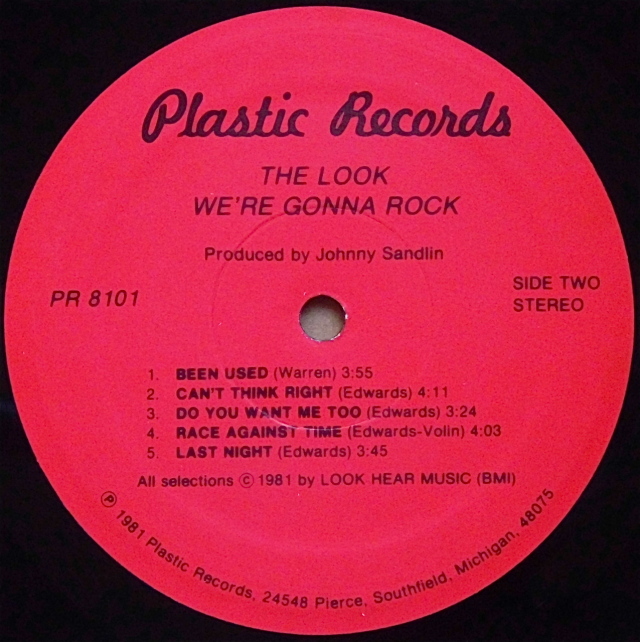 Plastic Records
THE LOOK
WE'RE GONNA ROCK
Produced by Johnny Sandlin
PR 8101
SIDE TWO
STEREO
1. BEEN USED (Warren) 3:55
2. CAN'T THINK RIGHT (Edwards) 4:11
3. DO YOU WANT ME TOO (Edwards) 3:24
4. RACE AGAINST TIME (Edwards-Volin) 4:03
5. LAST NIGHT (Edwards) 3:45
All selections © 1981 by LOOK HEAR MUSIC (BMI)
℗ 1981 Plastic Records, 24548 Pierce, Southfield, Michigan, 48075